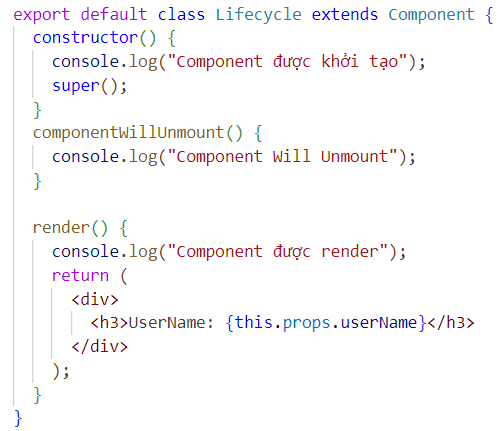 export default class Lifecycle extends Component {
  constructor() {
    console.log("Component được khởi tạo");
    super();
  }
  componentWillUnmount() {
    console.log("Component Will Unmount");
  }

  render() {
    console.log("Component được render");
    return (
      <div>
        <h3>UserName: {this.props.userName}</h3>
      </div>
    );
  }
}